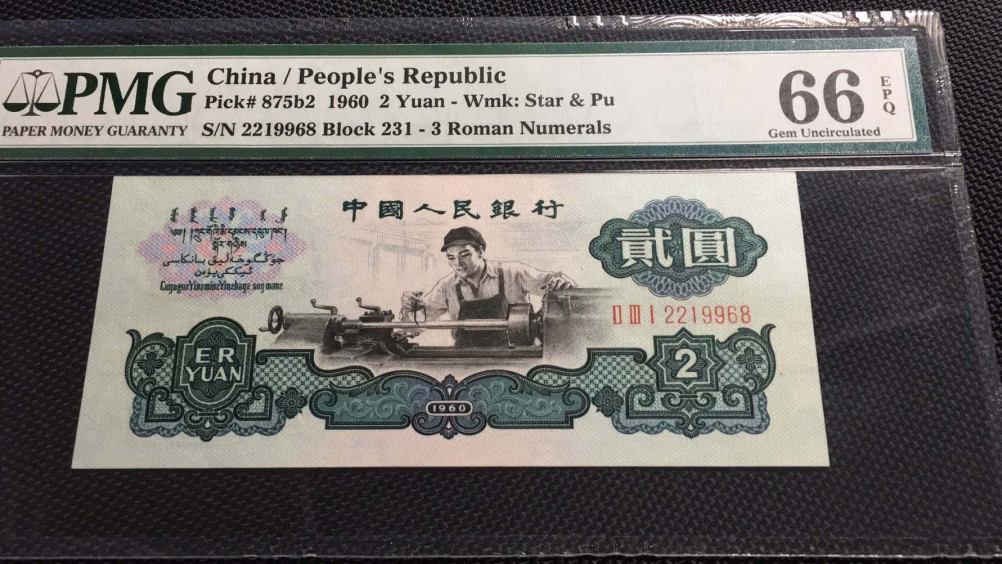 PMG
PAPER MONEY GUARANTY
China / People's Republic
Pick# 875b2 1960 2 Yuan - Wmk: Star & Pu
S/N 2219968 Block 231 - 3 Roman Numerals
66 EPQ
Gem Uncirculated
中國人民銀行
貳圓
II III I 2219968
ER
YUAN
2
1960